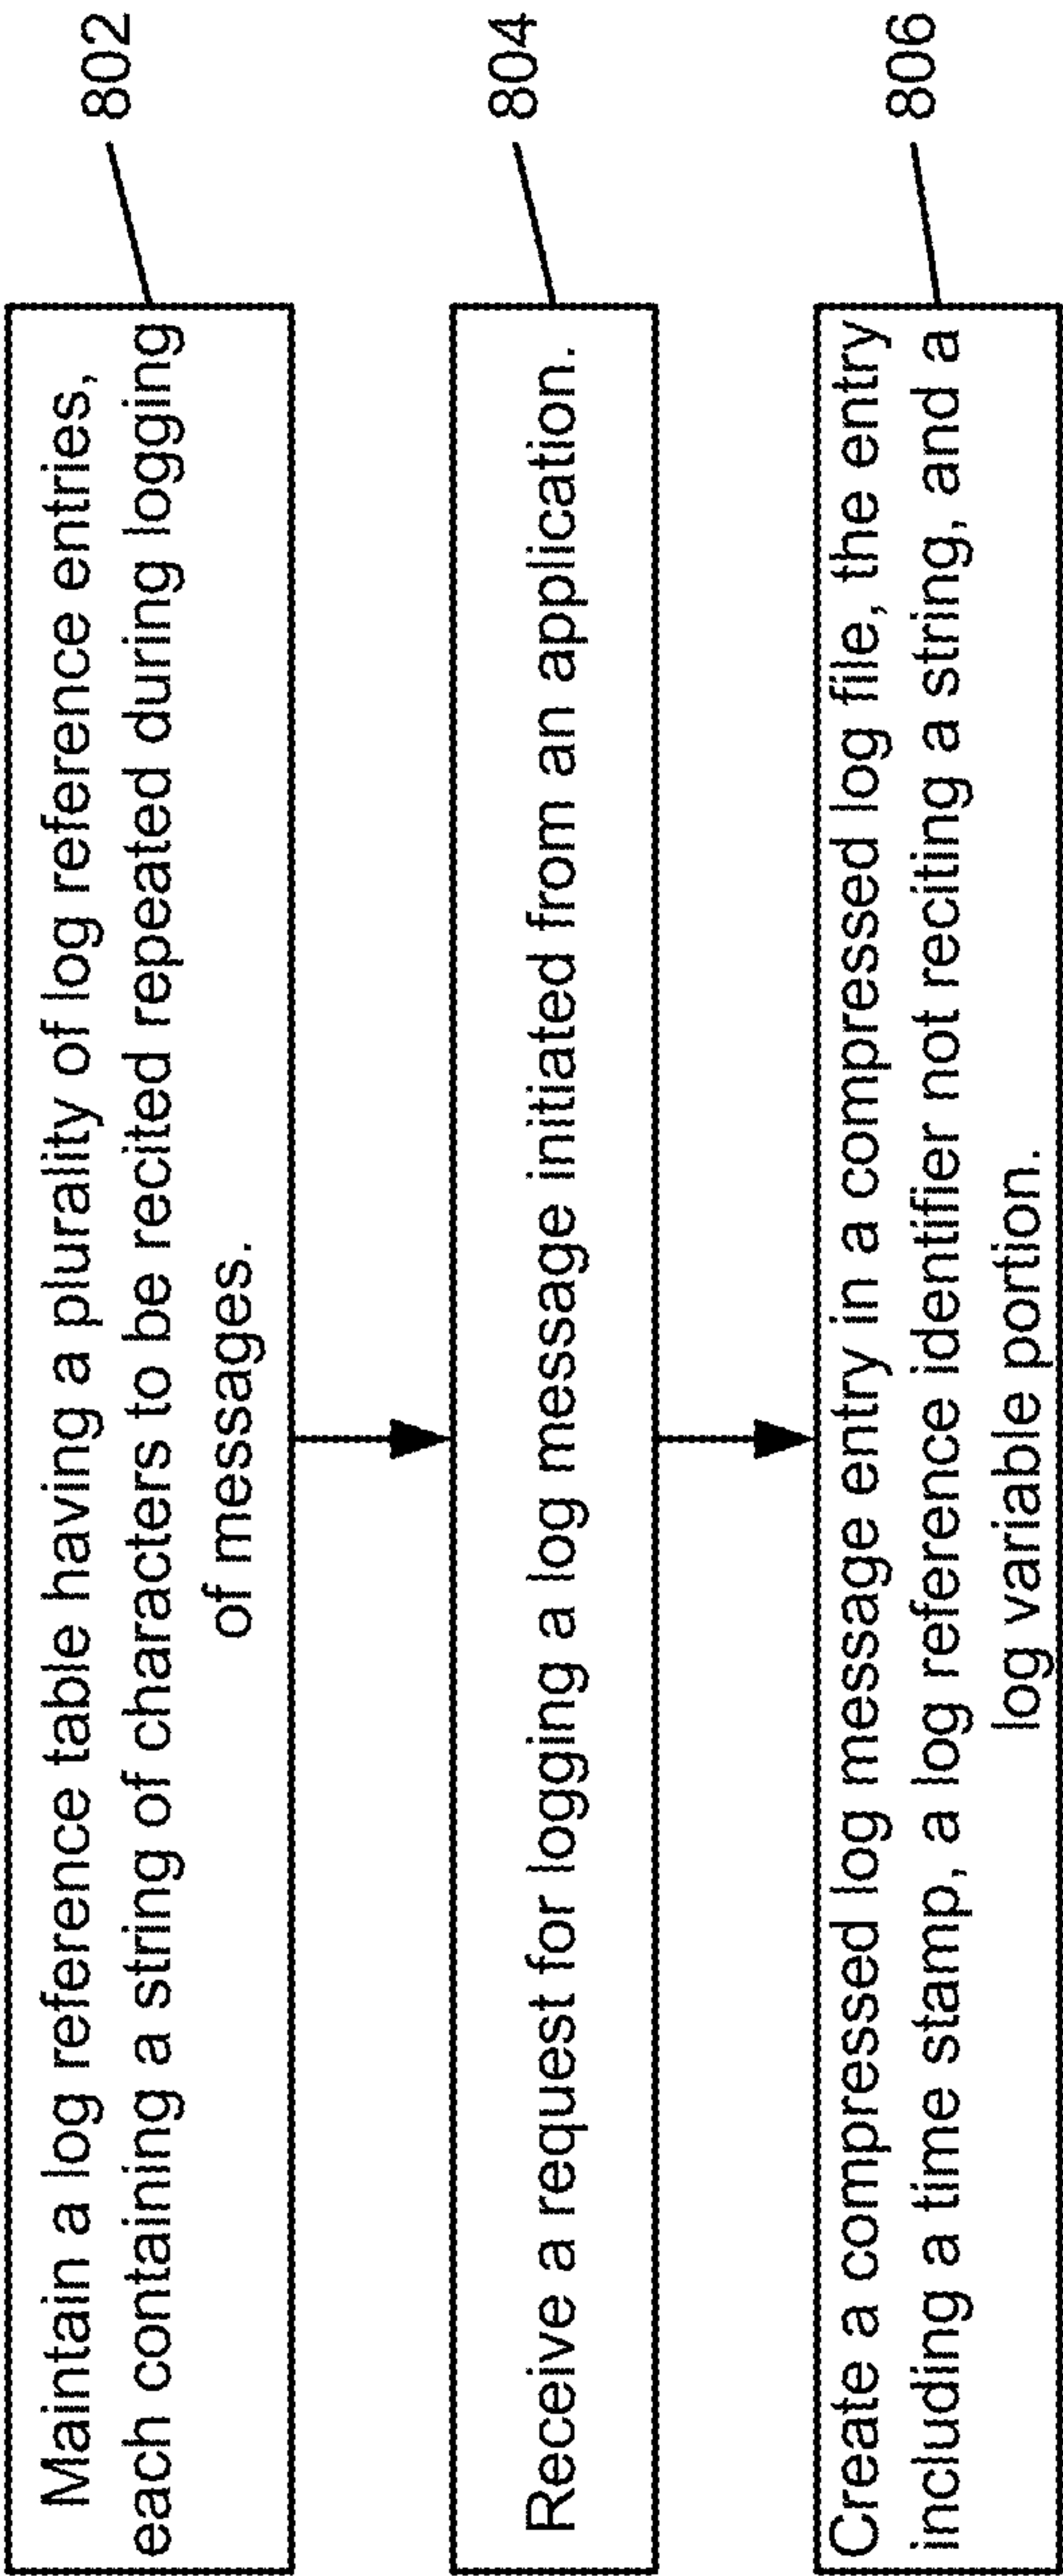 Maintain a log reference table having a plurality of log reference entries,
each containing a string of characters to be recited repeated during logging
of messages.
802
Receive a request for logging a log message initiated from an application.
804
Create a compressed log message entry in a compressed log file, the entry
including a time stamp, a log reference identifier not reciting a string, and a
log variable portion.
806